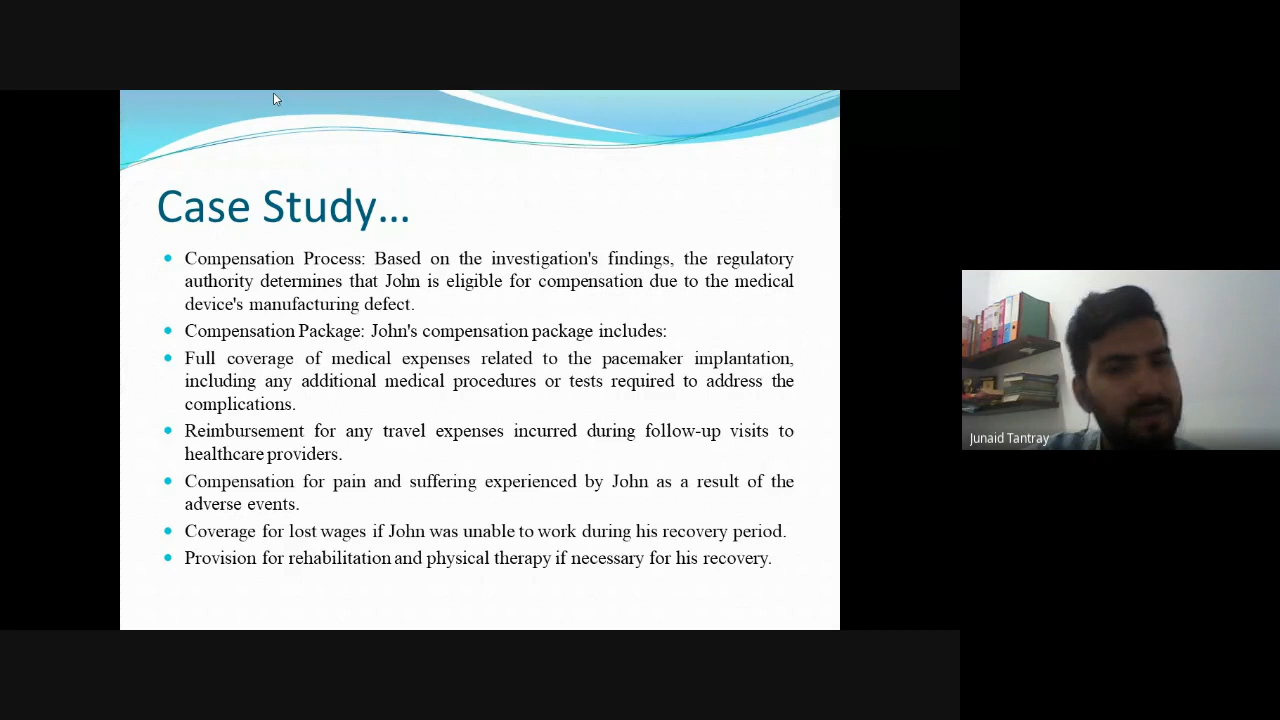 Case Study...
Compensation Process: Based on the investigation's findings, the regulatory
authority determines that John is eligible for compensation due to the medical
device's manufacturing defect.
Compensation Package: John's compensation package includes:
Full coverage of medical expenses related to the pacemaker implantation,
including any additional medical procedures or tests required to address the
complications.
Reimbursement for any travel expenses incurred during follow-up visits to
healthcare providers.
Compensation for pain and suffering experienced by John as a result of the
adverse events.
Coverage for lost wages if John was unable to work during his recovery period.
Provision for rehabilitation and physical therapy if necessary for his recovery.
Junaid Tantray